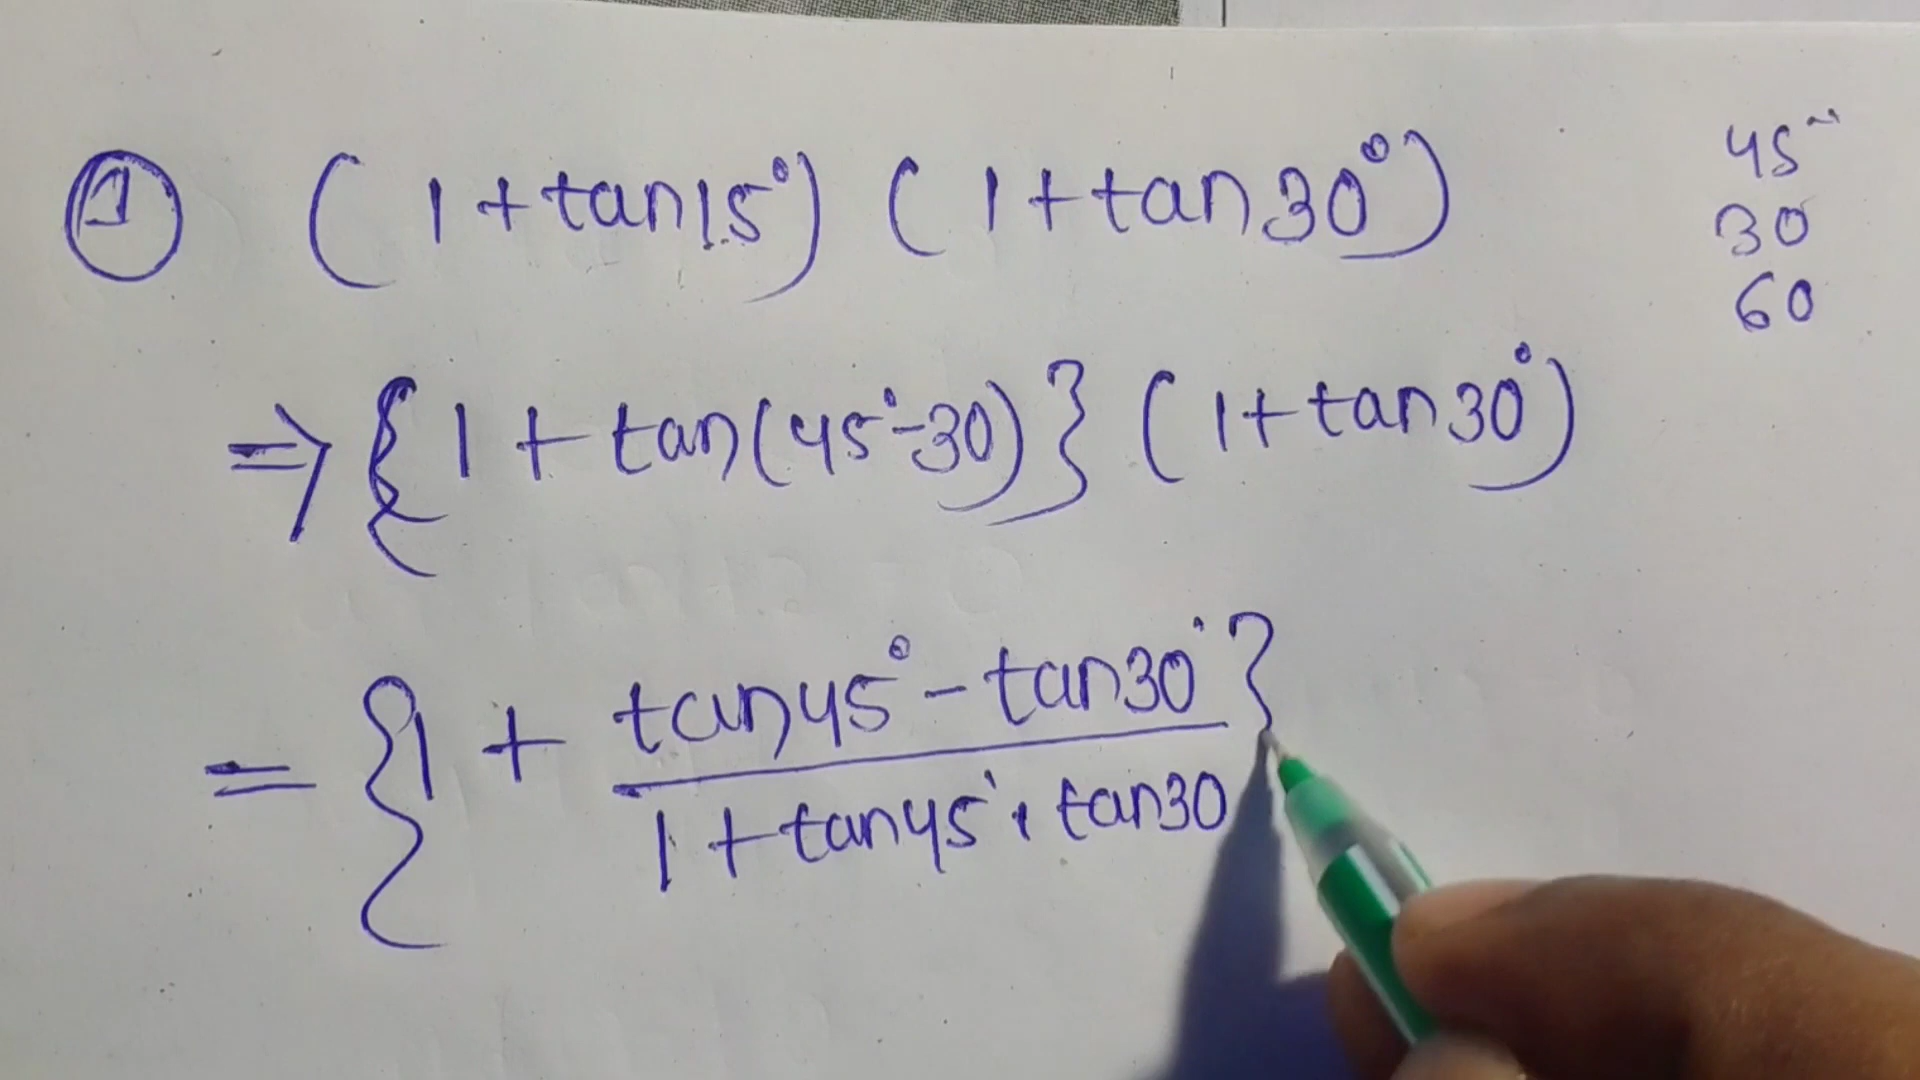 ① (1+tan15°) (1+tan30°)
45°
30
60
⇒ {1 + tan(45°-30)} (1+tan30°)
= {1 + tan45° - tan30° }
1+tan45°. tan30